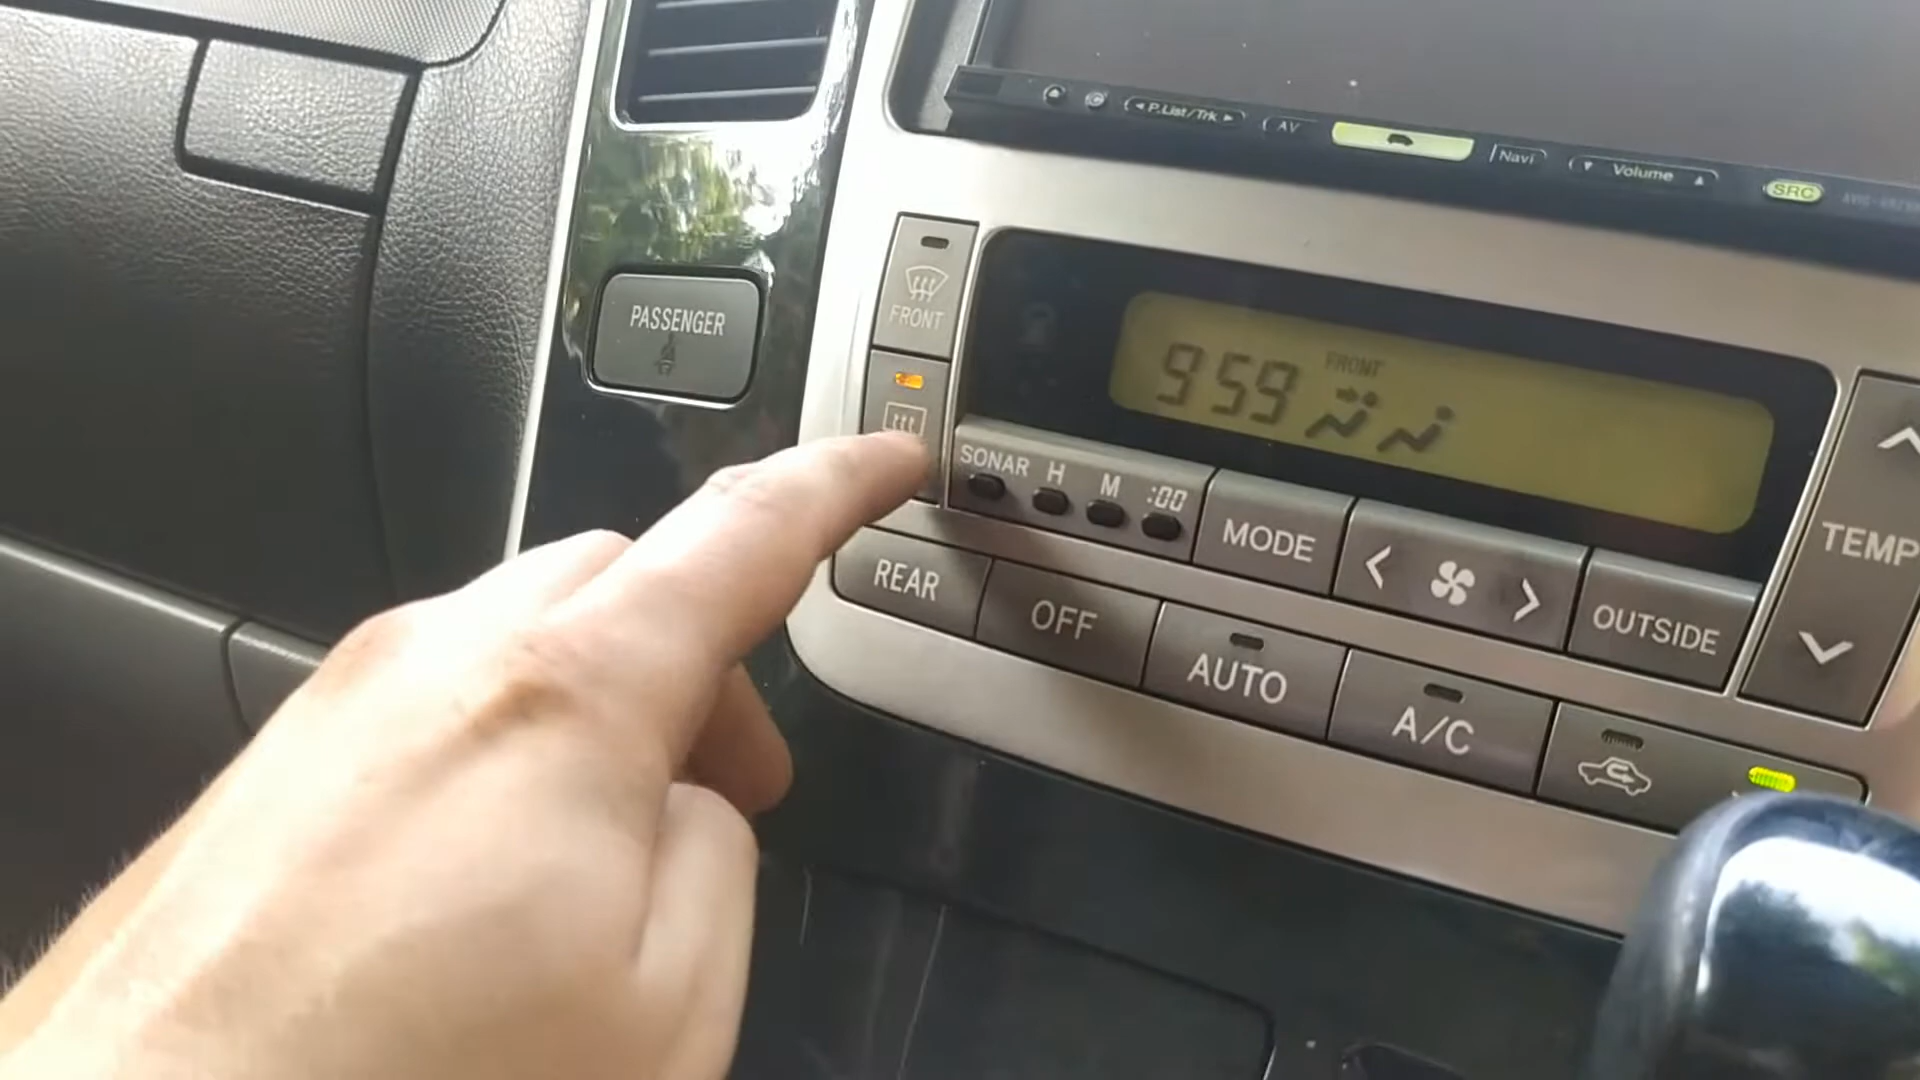 P.List/Trk
AV
Navi
Volume
SRC
PASSENGER
FRONT
9 59
FRONT
SONAR H M :00
MODE
TEMP
REAR
OFF
OUTSIDE
AUTO
A/C